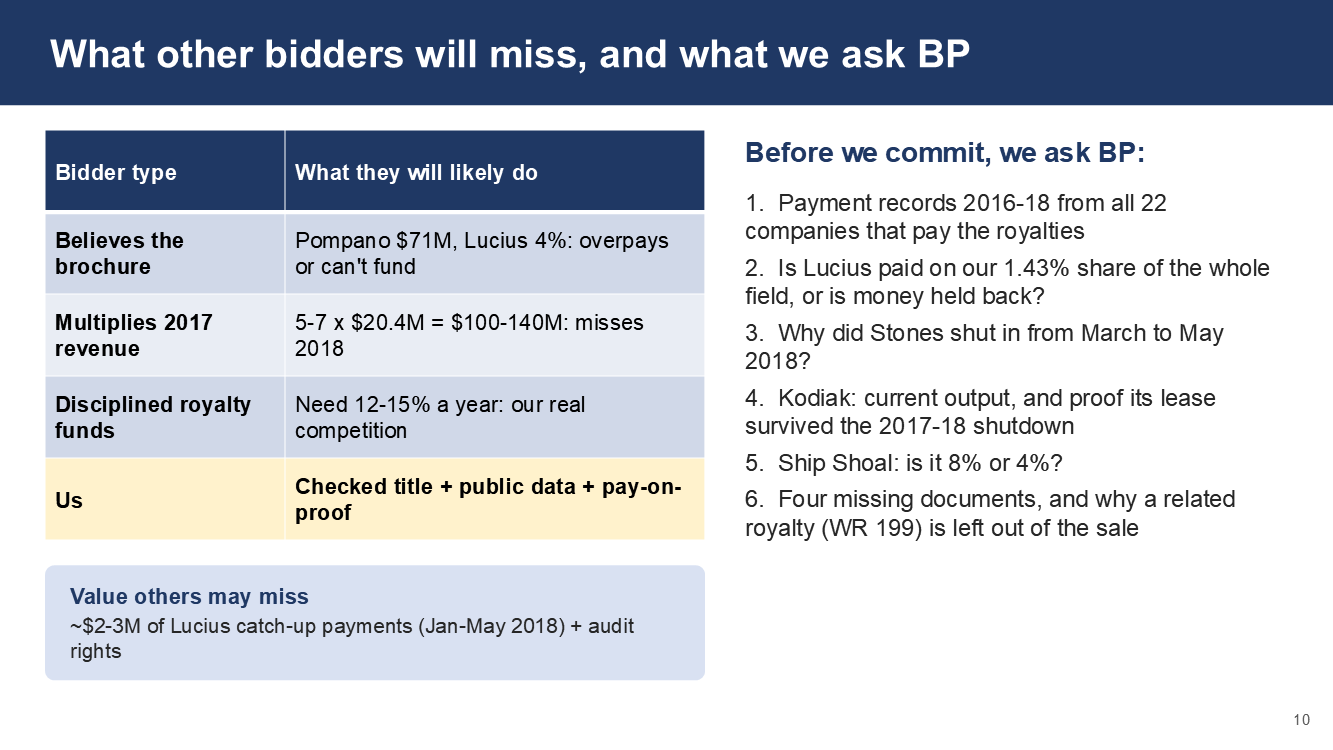 What other bidders will miss, and what we ask BP
Bidder type
What they will likely do
Believes the
brochure
Pompano $71M, Lucius 4%: overpays
or can't fund
Multiplies 2017
revenue
5-7 x $20.4M = $100-140M: misses
2018
Disciplined royalty
funds
Need 12-15% a year: our real
competition
Us
Checked title + public data + pay-on-
proof
Value others may miss
~$2-3M of Lucius catch-up payments (Jan-May 2018) + audit
rights
Before we commit, we ask BP:
1. Payment records 2016-18 from all 22
companies that pay the royalties
2. Is Lucius paid on our 1.43% share of the whole
field, or is money held back?
3. Why did Stones shut in from March to May
2018?
4. Kodiak: current output, and proof its lease
survived the 2017-18 shutdown
5. Ship Shoal: is it 8% or 4%?
6. Four missing documents, and why a related
royalty (WR 199) is left out of the sale
10